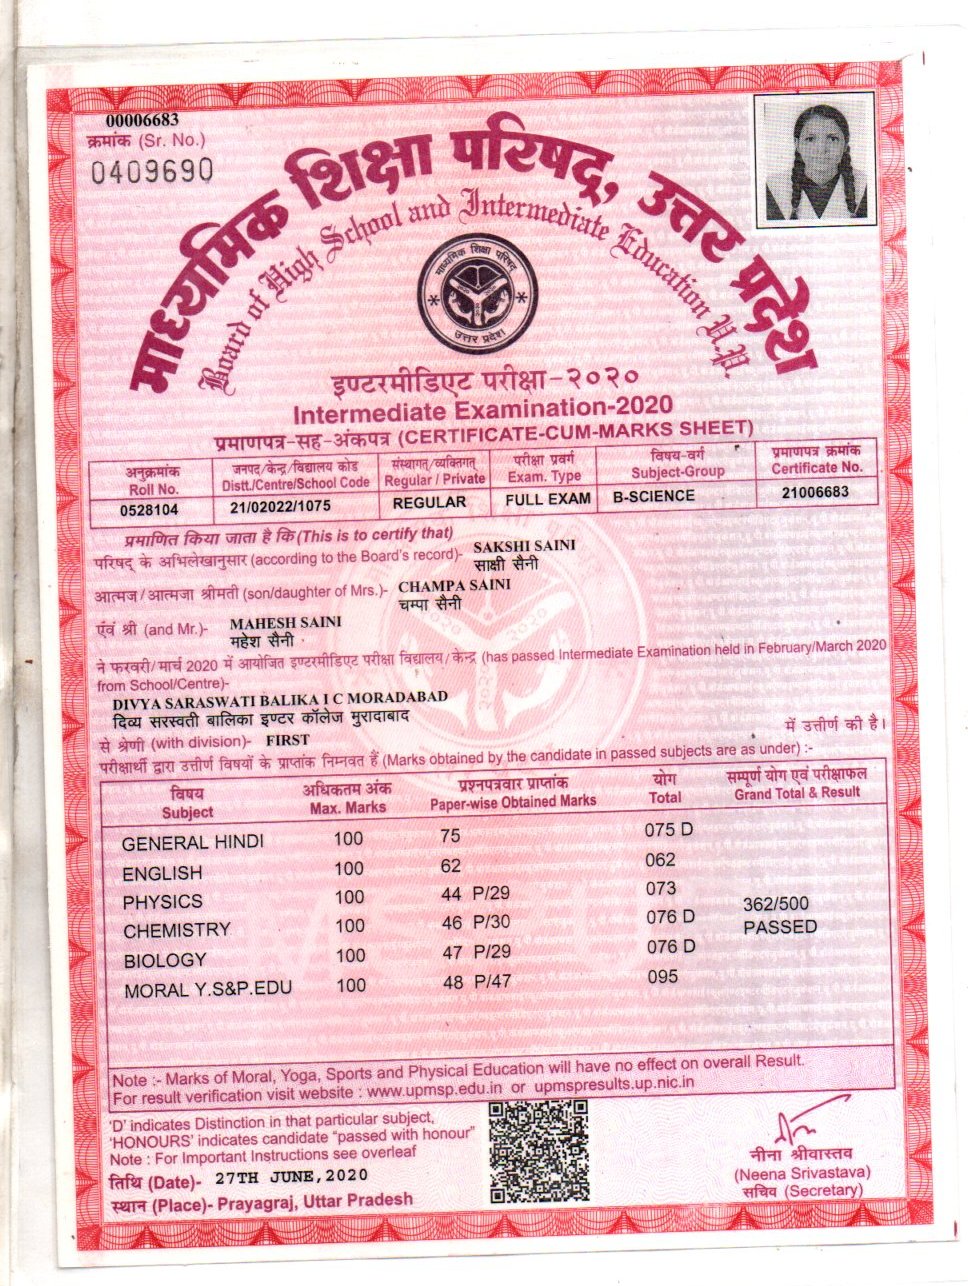 00006683
क्रमांक (Sr. No.)
0409690
माध्यमिक शिक्षा परिषद्, उत्तर प्रदेश
Board of High School and Intermediate Education U.P.
माध्यमिक शिक्षा परिषद्
उत्तर प्रदेश
इण्टरमीडिएट परीक्षा-२०२०
Intermediate Examination-2020
प्रमाणपत्र-सह-अंकपत्र (CERTIFICATE-CUM-MARKS SHEET)
अनुक्रमांक जनपद/केन्द्र/विद्यालय कोड संस्थागत/व्यक्तिगत परीक्षा प्रवर्ग विषय-वर्ग प्रमाणपत्र क्रमांक
Roll No. Distt./Centre/School Code Regular / Private Exam. Type Subject-Group Certificate No.
0528104 21/02022/1075 REGULAR FULL EXAM B-SCIENCE 21006683
प्रमाणित किया जाता है कि (This is to certify that)
परिषद् के अभिलेखानुसार (according to the Board's record)- SAKSHI SAINI
साक्षी सैनी
आत्मज/आत्मजा श्रीमती (son/daughter of Mrs.)- CHAMPA SAINI
चम्पा सैनी
एंवं श्री (and Mr.)- MAHESH SAINI
महेश सैनी
ने फरवरी/मार्च 2020 में आयोजित इण्टरमीडिएट परीक्षा विद्यालय/केन्द्र (has passed Intermediate Examination held in February/March 2020
from School/Centre)-
DIVYA SARASWATI BALIKA I C MORADABAD
दिव्य सरस्वती बालिका इण्टर कॉलेज मुरादाबाद
में उत्तीर्ण की है।
से श्रेणी (with division)- FIRST
परीक्षार्थी द्वारा उत्तीर्ण विषयों के प्राप्तांक निम्नवत हैं (Marks obtained by the candidate in passed subjects are as under) :-
विषय अधिकतम अंक प्रश्नपत्रवार प्राप्तांक योग सम्पूर्ण योग एवं परीक्षाफल
Subject Max. Marks Paper-wise Obtained Marks Total Grand Total & Result
GENERAL HINDI 100 75 075 D
ENGLISH 100 62 062
PHYSICS 100 44 P/29 073
362/500
CHEMISTRY 100 46 P/30 076 D
PASSED
BIOLOGY 100 47 P/29 076 D
MORAL Y.S&P.EDU 100 48 P/47 095
Note :- Marks of Moral, Yoga, Sports and Physical Education will have no effect on overall Result.
For result verification visit website : www.upmsp.edu.in or upmspresults.up.nic.in
'D' indicates Distinction in that particular subject,
'HONOURS' indicates candidate "passed with honour"
Note : For Important Instructions see overleaf
तिथि (Date)- 27TH JUNE,2020
स्थान (Place)- Prayagraj, Uttar Pradesh
नीना श्रीवास्तव
(Neena Srivastava)
सचिव (Secretary)